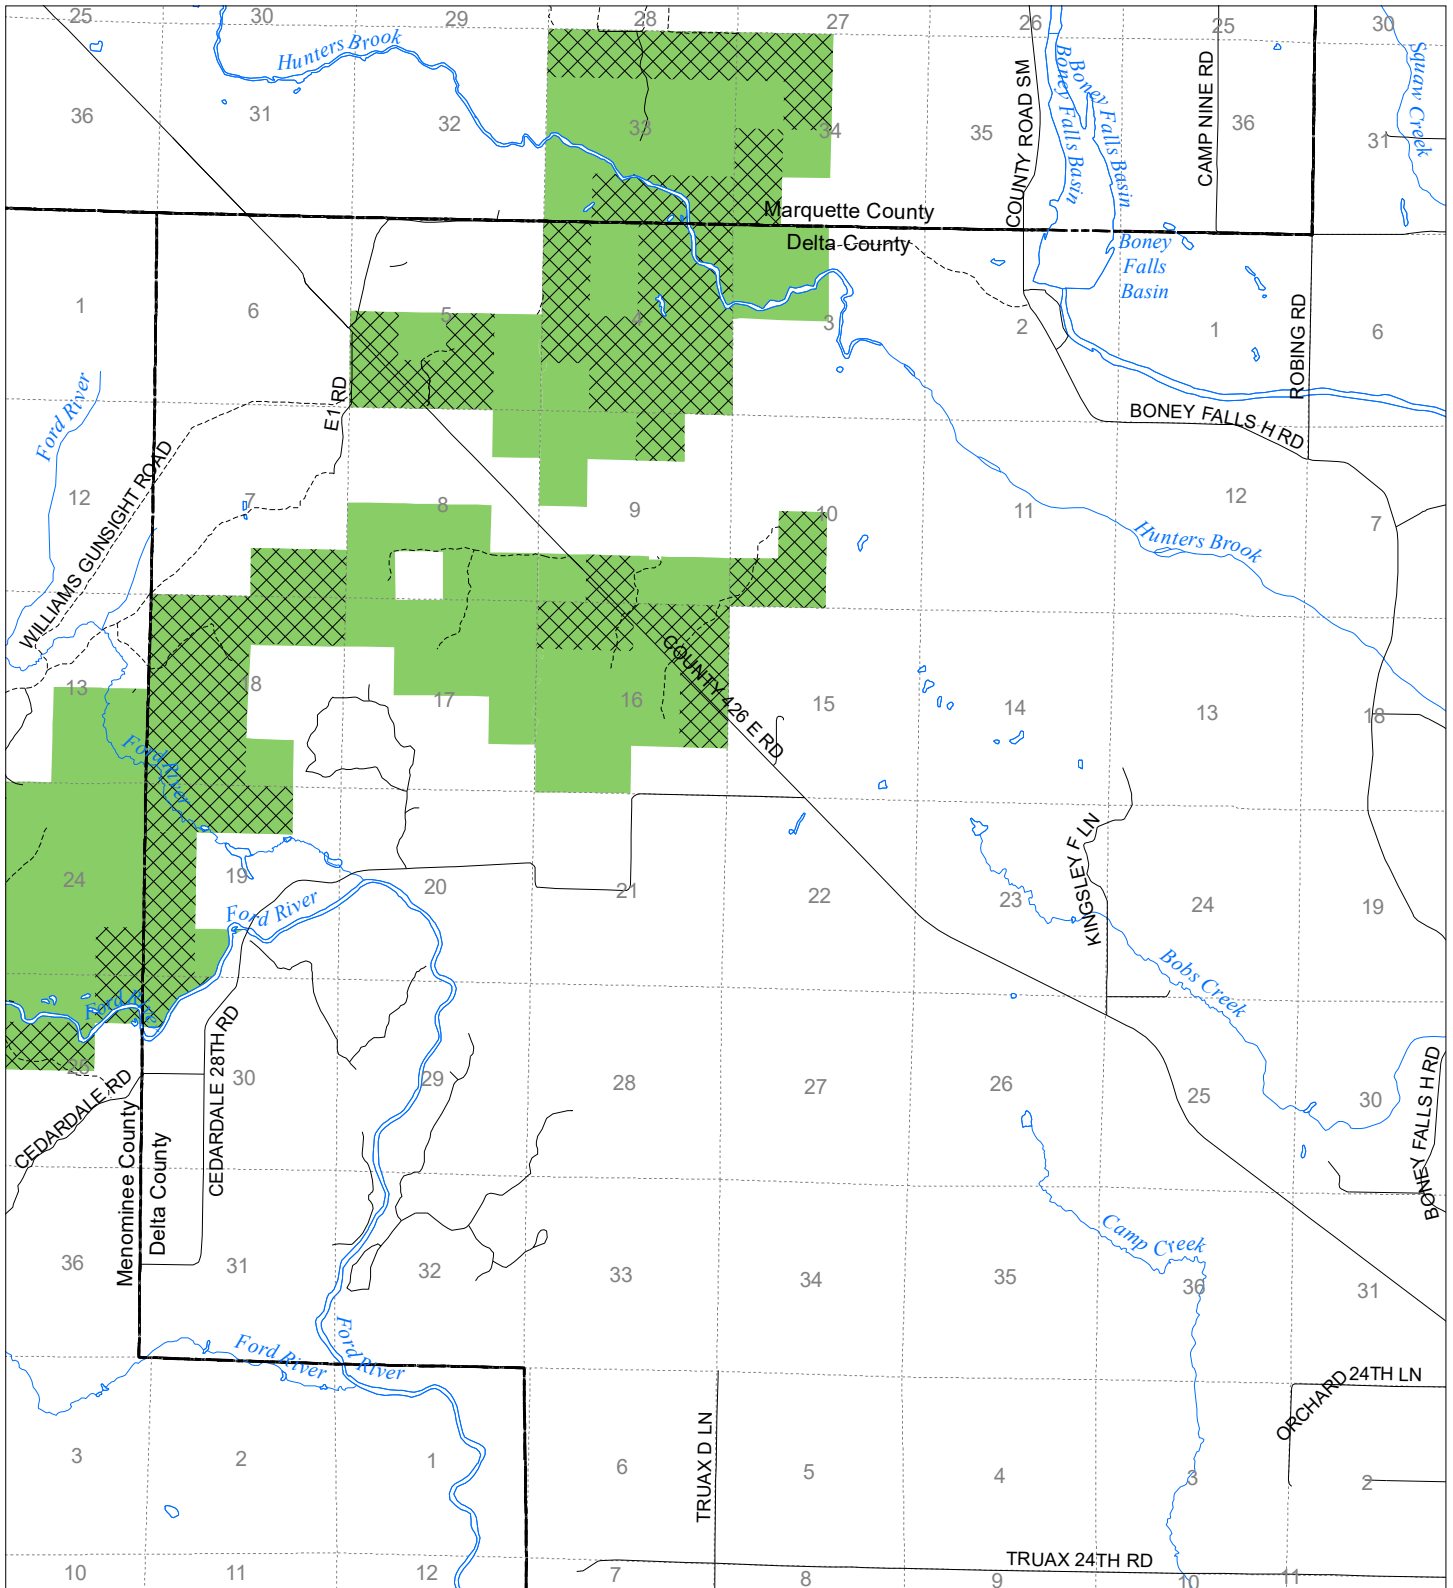 25
30
29
28
27
26
25
30
Hunters Brook
Boney Falls Basin
Boney Falls Basin
COUNTY ROAD SM
CAMP NINE RD
Squaw Creek
36
31
32
33
34
35
36
31
Marquette County
Delta County
Boney
Falls
Basin
1
6
5
4
3
2
1
6
ROBING RD
Ford River
E1 RD
BONEY FALLS H RD
WILLIAMS GUNSIGHT ROAD
12
7
8
9
10
11
12
7
Hunters Brook
13
18
17
16
15
14
13
18
COUNTY 426 E RD
Ford River
KINGSLEY F LN
24
19
20
21
22
23
24
19
Ford River
Bobs Creek
Ford River
CEDARDALE 28TH RD
25
30
29
28
27
26
25
30
CEDARDALE RD
BONEY FALLS H RD
Menominee County
Delta County
Camp Creek
36
31
32
33
34
35
36
31
Ford River
Ford River
24TH LN
ORCHARD
TRUAX D LN
3
2
1
6
5
4
3
2
TRUAX 24TH RD
10
11
12
7
8
9
10
11